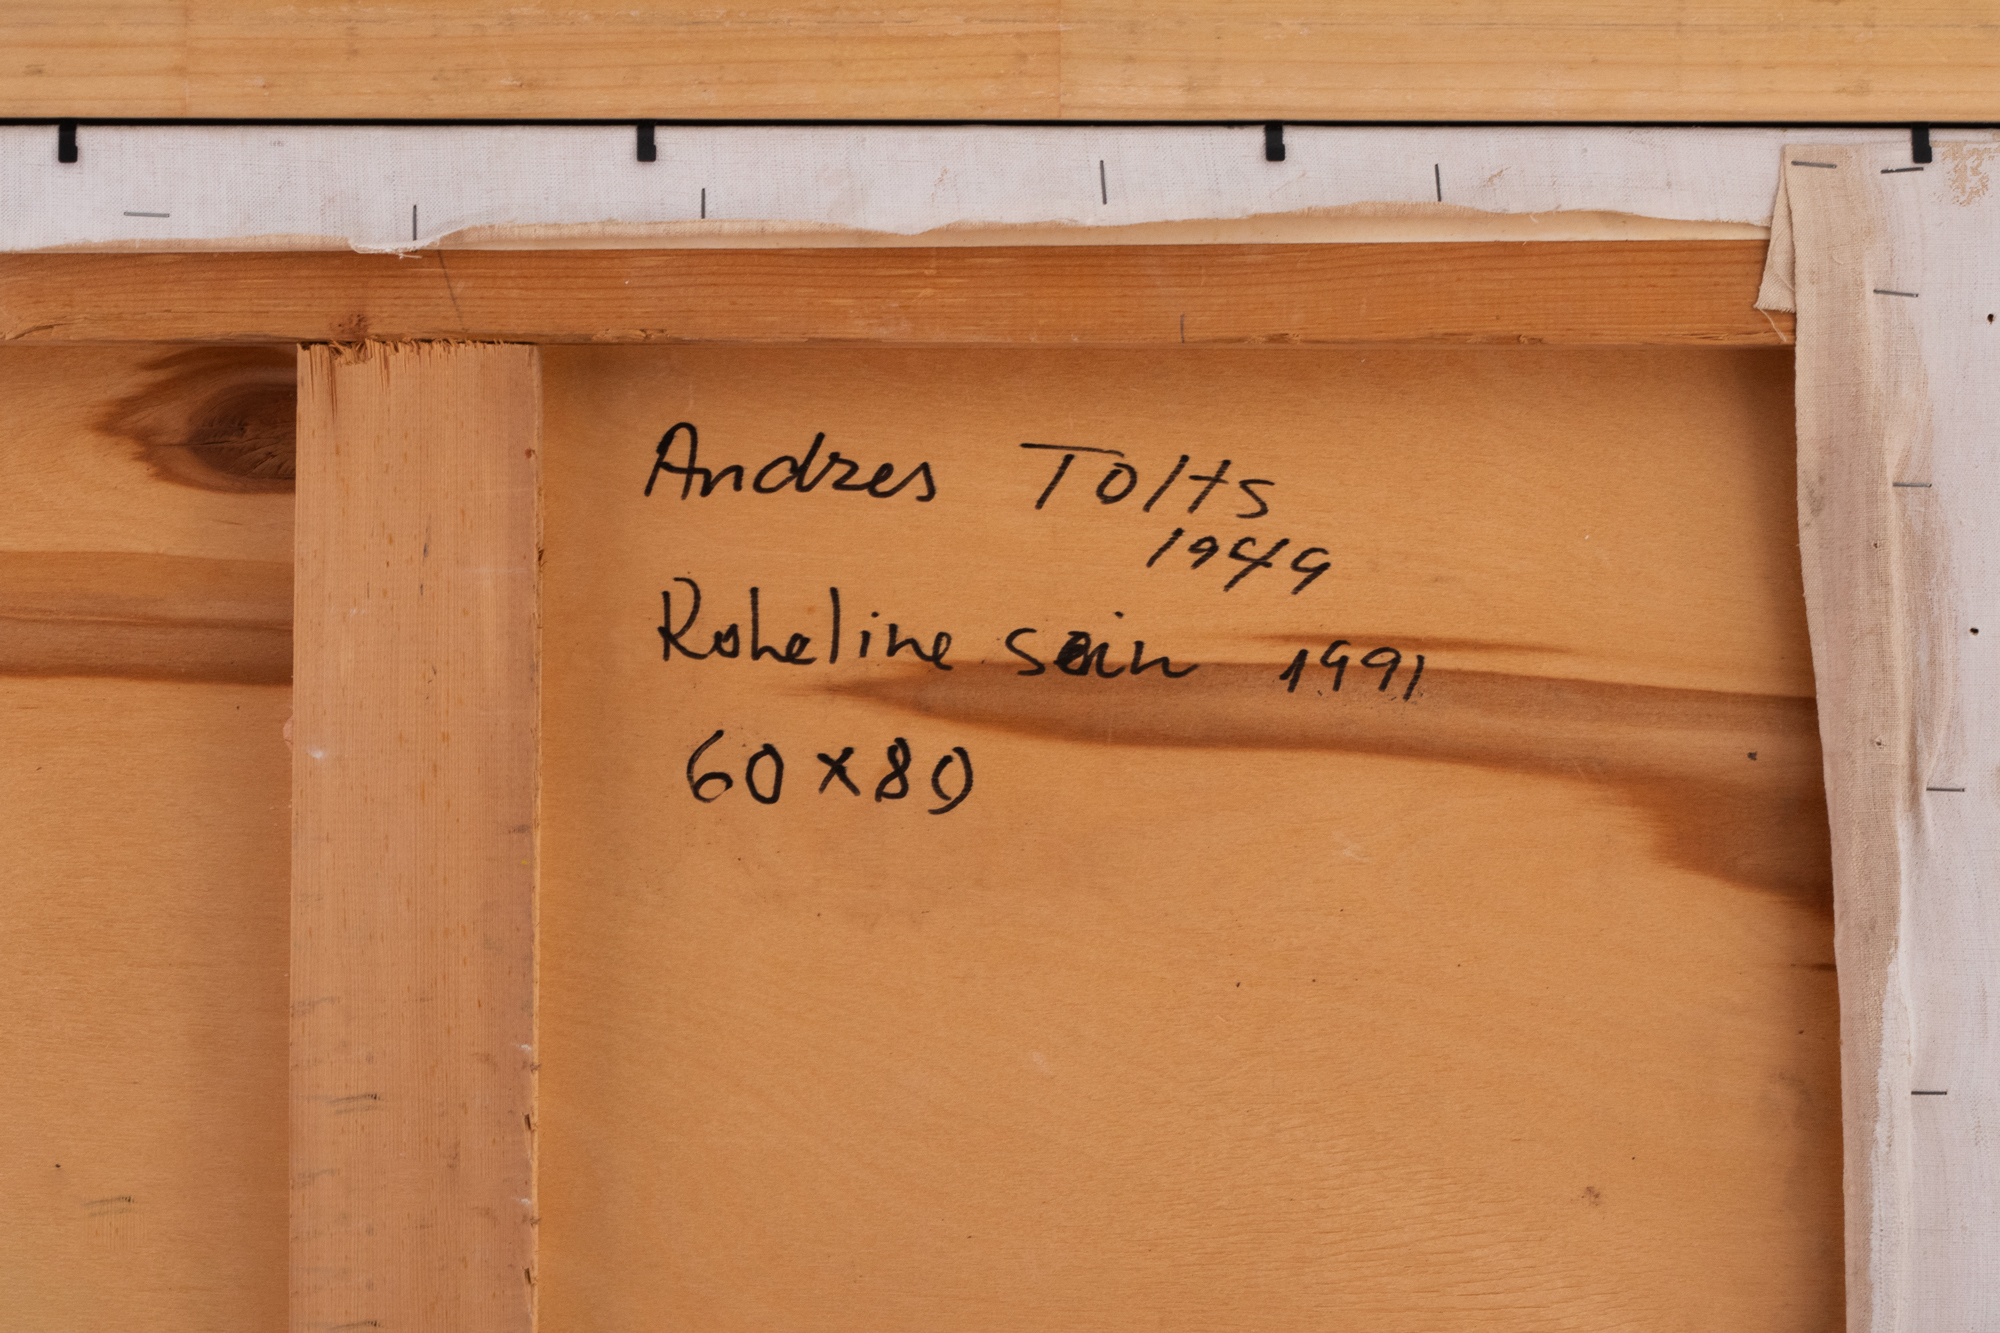 Andres Tolts
1949
Roheline sein 1991
60 x 80